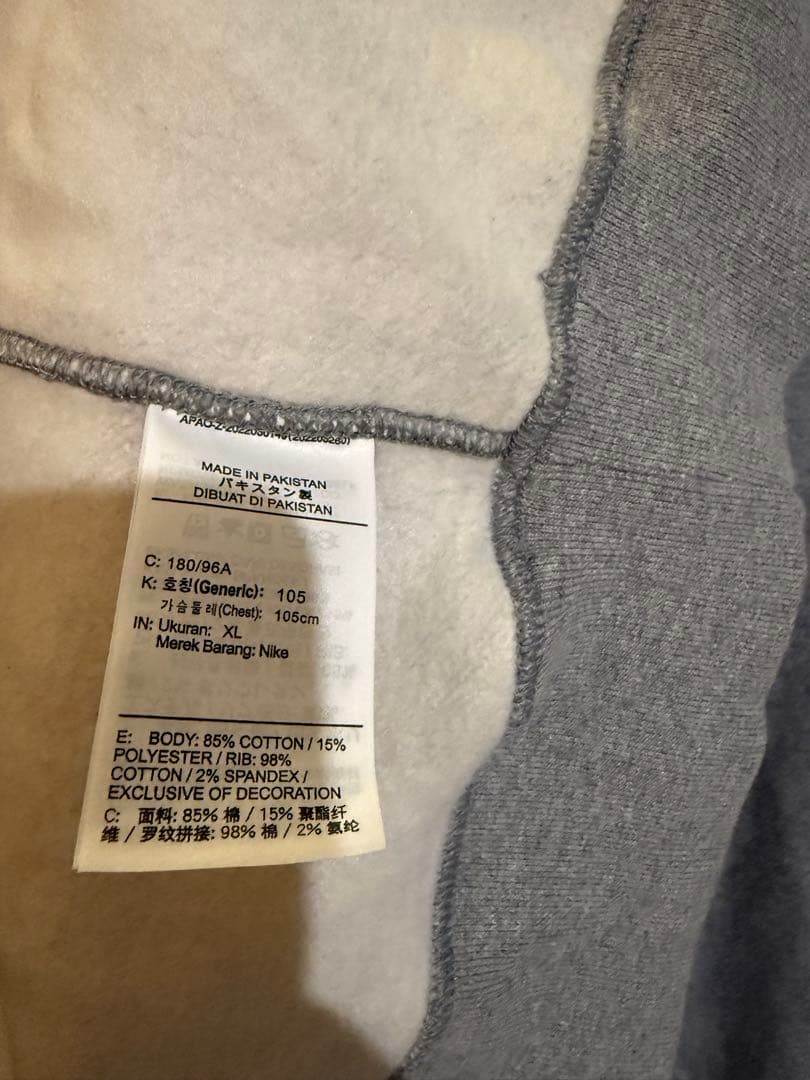 MADE IN PAKISTAN
パキスタン製
DIBUAT DI PAKISTAN
C: 180/96A
K: 호칭(Generic): 105
가슴둘레(Chest): 105cm
IN: Ukuran: XL
Merek Barang: Nike
E: BODY: 85% COTTON / 15%
POLYESTER / RIB: 98%
COTTON / 2% SPANDEX /
EXCLUSIVE OF DECORATION
C: 面料: 85% 棉 / 15% 聚酯纤
维 / 罗纹拼接: 98% 棉 / 2% 氨纶